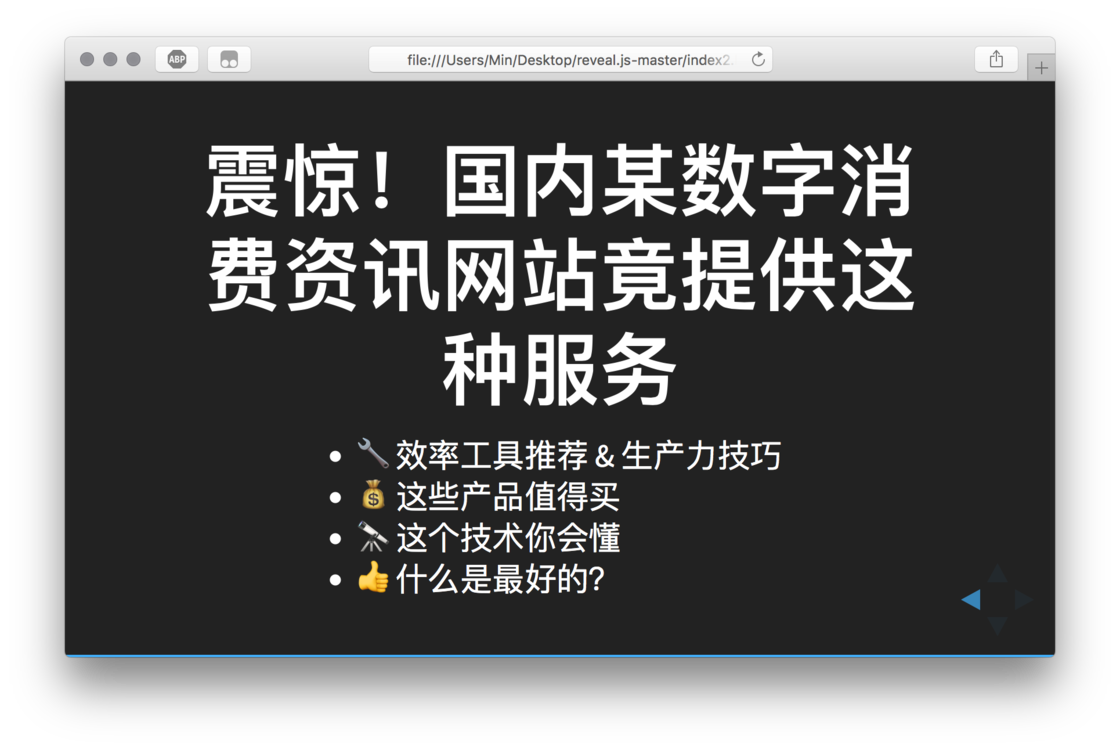 ABP
file:///Users/Min/Desktop/reveal.js-master/index2.
震惊！国内某数字消
费资讯网站竟提供这
种服务
• 🔧 效率工具推荐 & 生产力技巧
• 💰 这些产品值得买
• 🔭 这个技术你会懂
• 👍 什么是最好的?